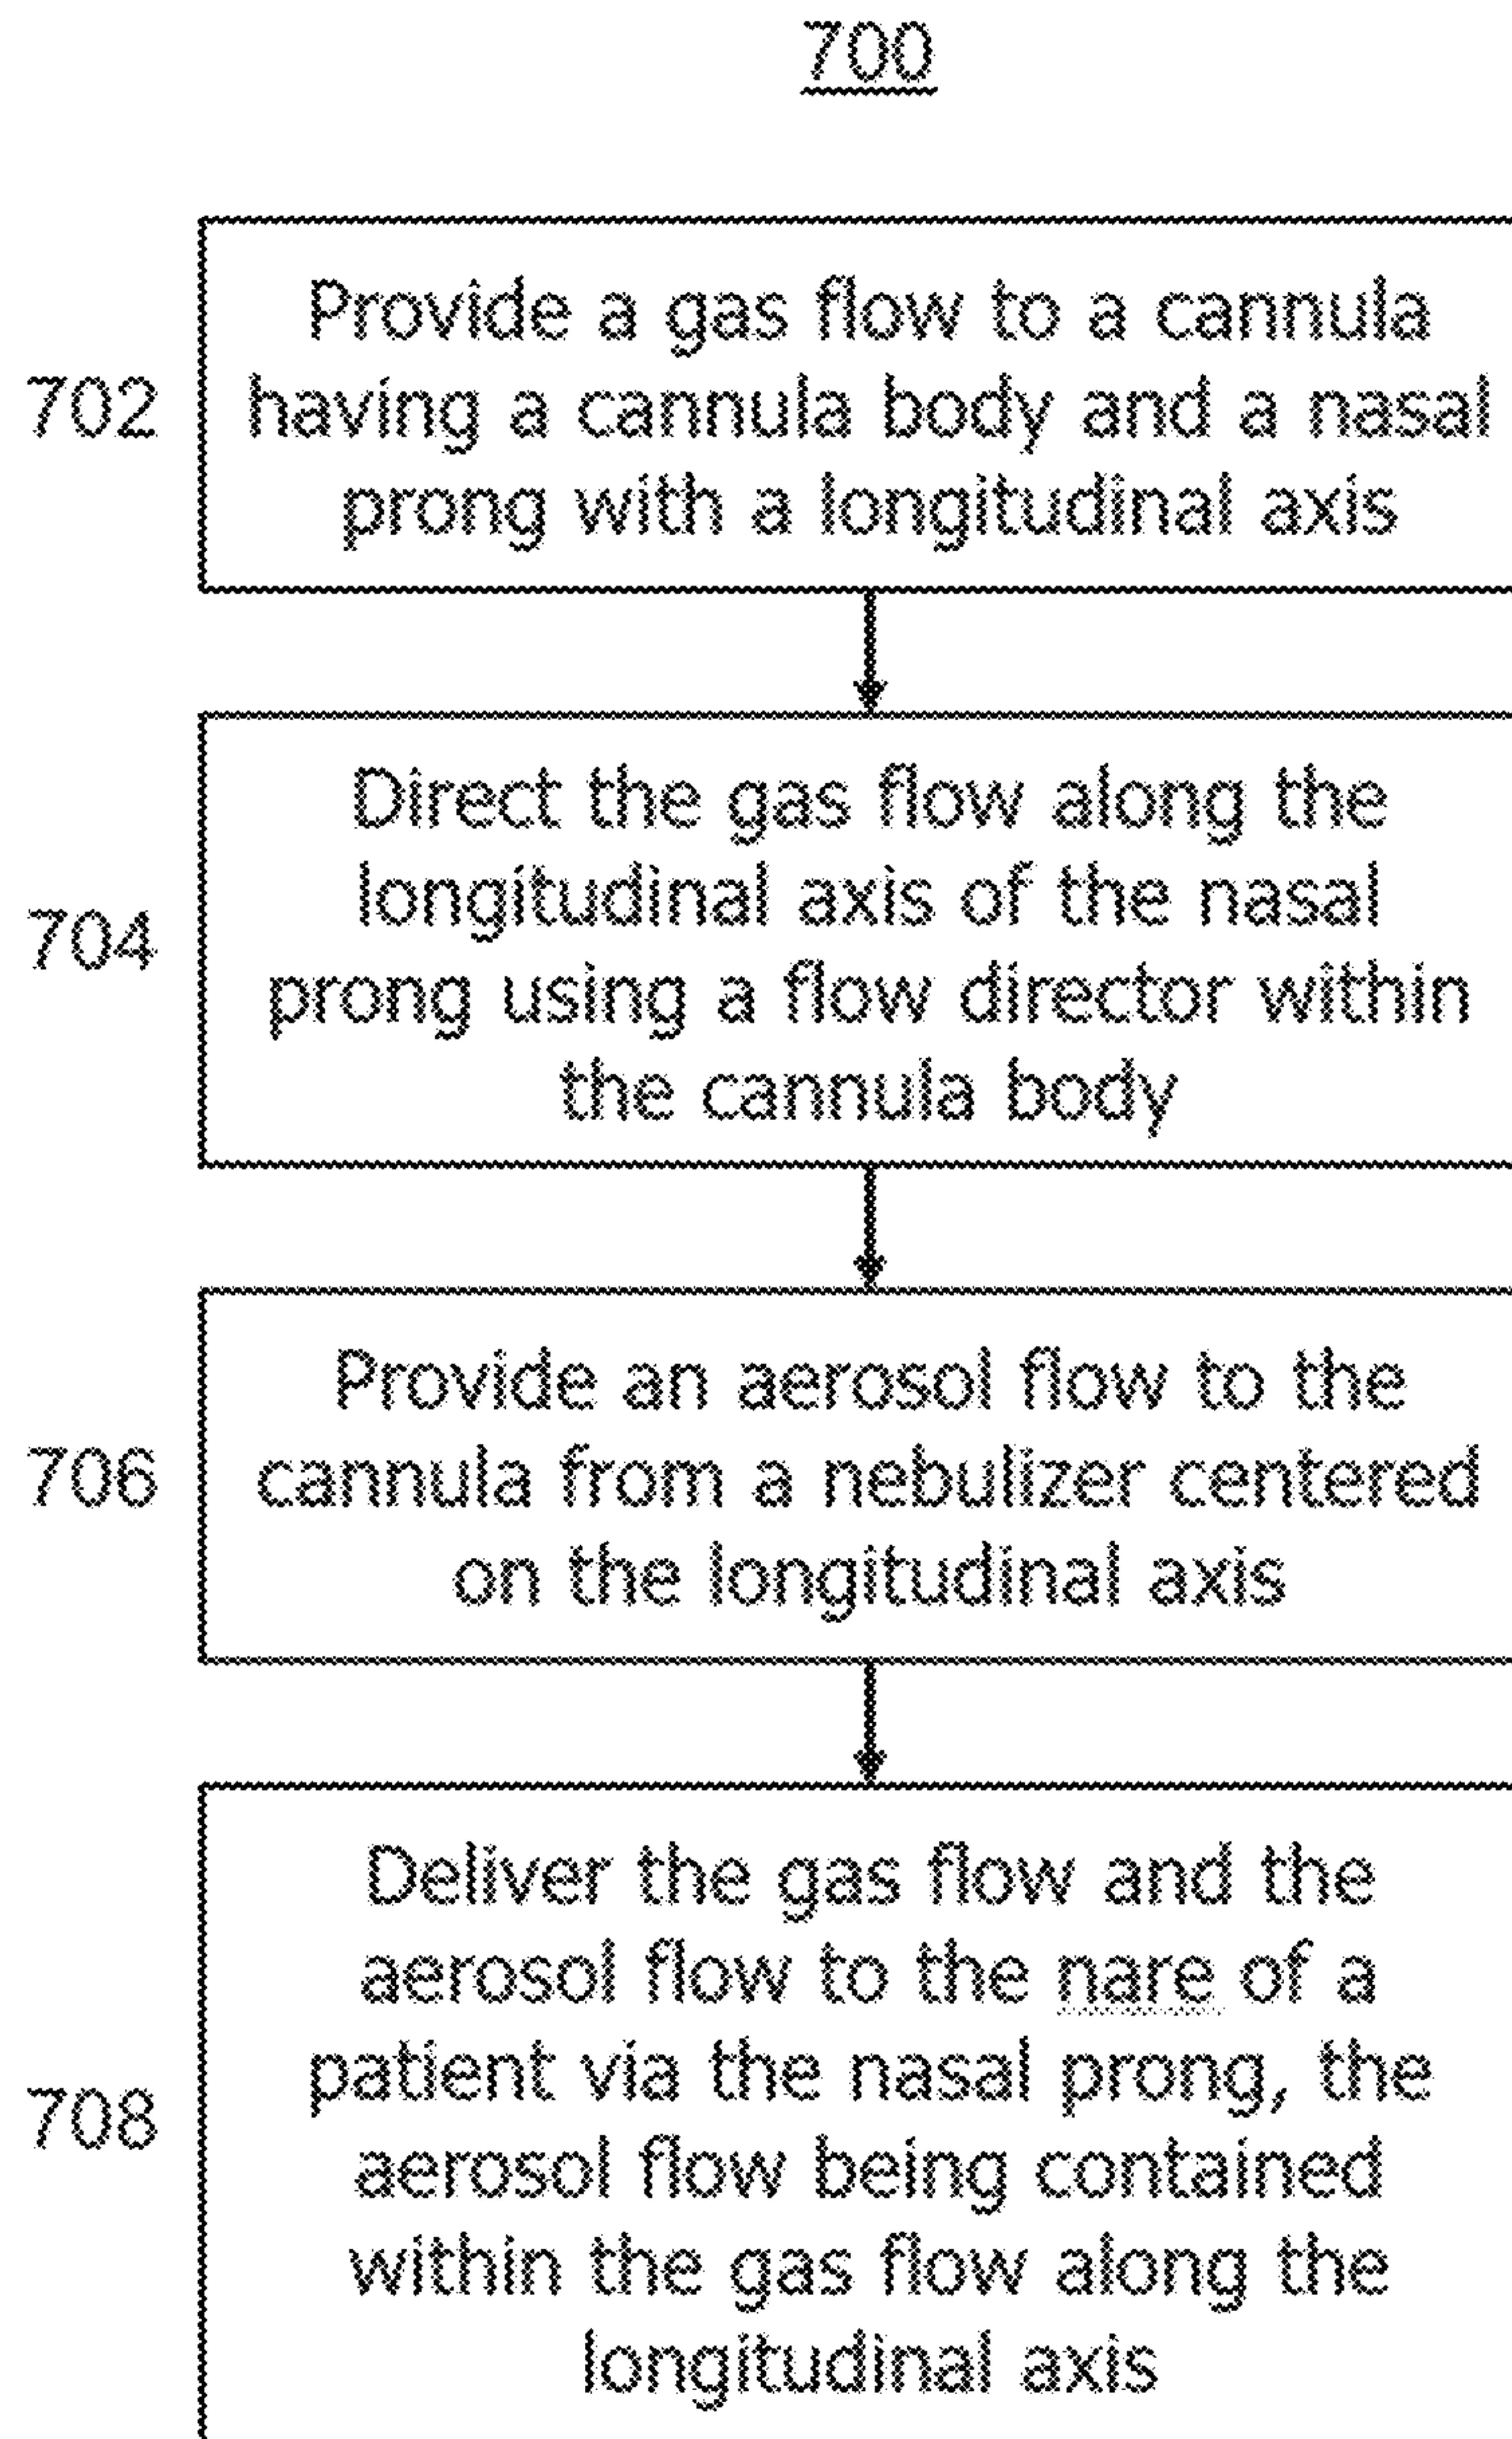 700
702
Provide a gas flow to a cannula
having a cannula body and a nasal
prong with a longitudinal axis
704
Direct the gas flow along the
longitudinal axis of the nasal
prong using a flow director within
the cannula body
706
Provide an aerosol flow to the
cannula from a nebulizer centered
on the longitudinal axis
708
Deliver the gas flow and the
aerosol flow to the nare of a
patient via the nasal prong, the
aerosol flow being contained
within the gas flow along the
longitudinal axis